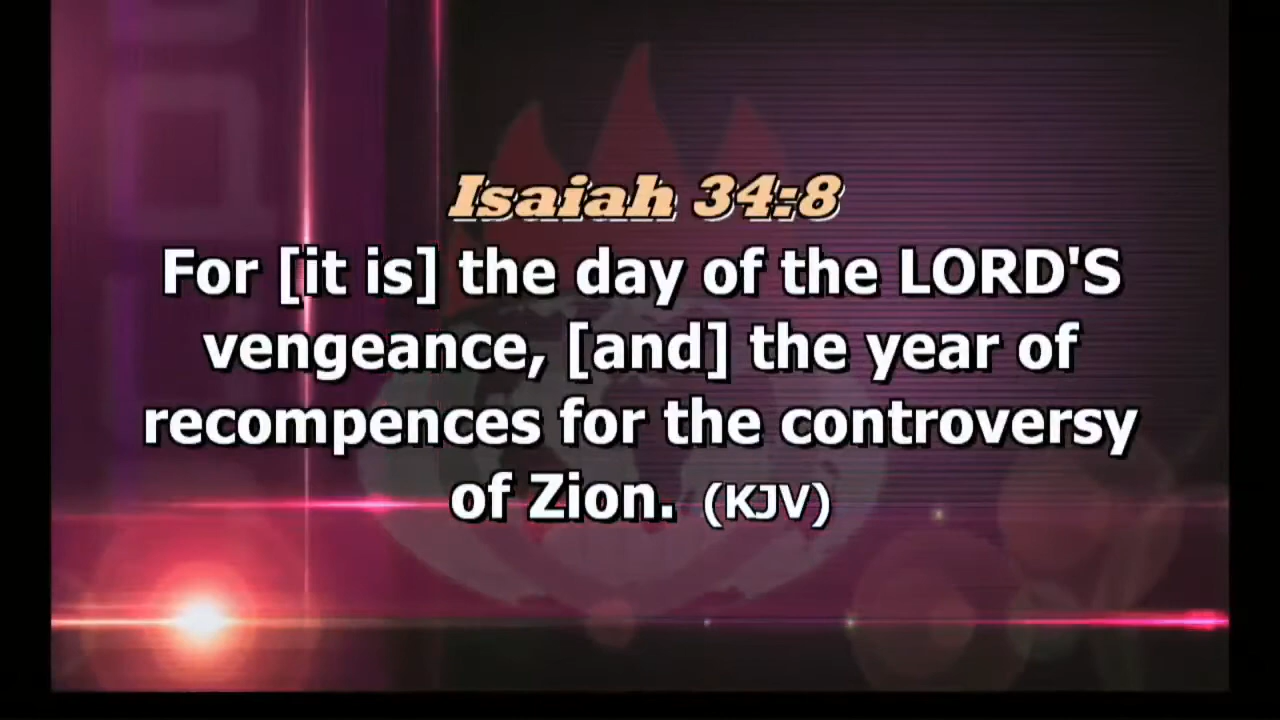 Isaiah 34:8
For [it is] the day of the LORD'S
vengeance, [and] the year of
recompences for the controversy
of Zion. (KJV)